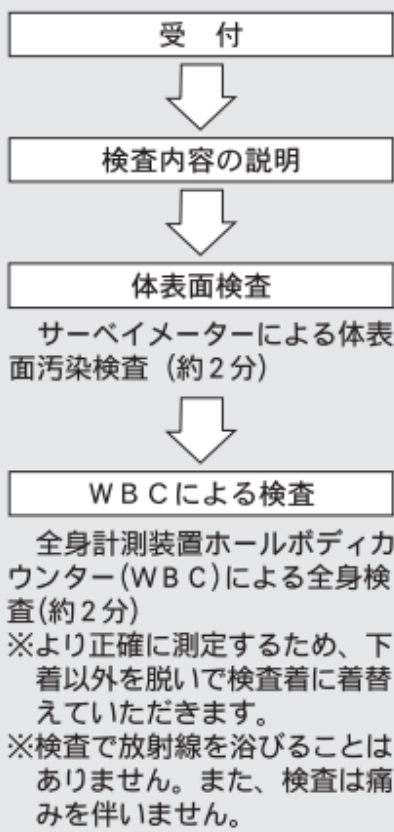 受　付
検査内容の説明
体表面検査
サーベイメーターによる体表
面汚染検査（約２分）
ＷＢＣによる検査
全身計測装置ホールボディカ
ウンター(ＷＢＣ)による全身検
査(約２分)
※より正確に測定するため、下
着以外を脱いで検査着に着替
えていただきます。
※検査で放射線を浴びることは
ありません。また、検査は痛
みを伴いません。